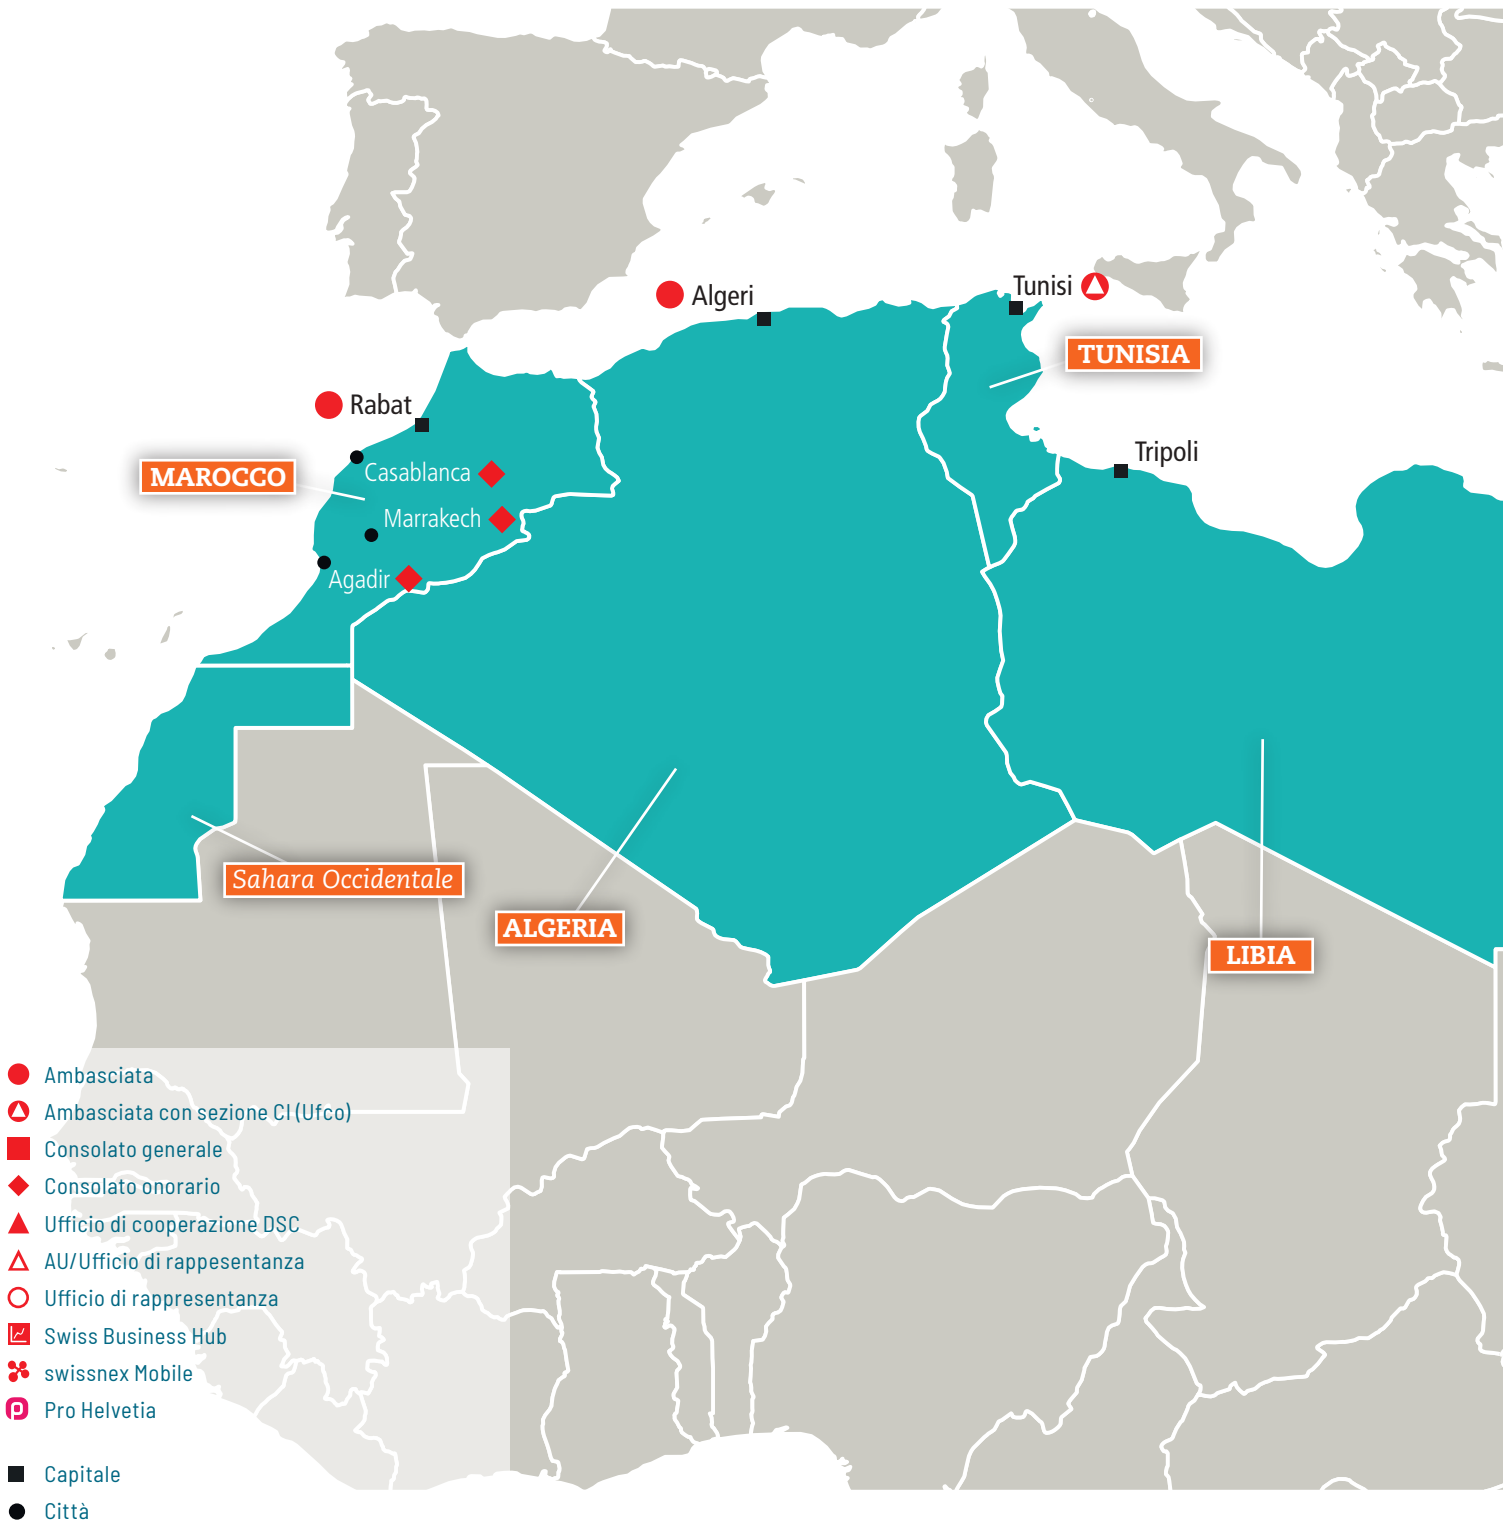 Algeri
Tunisi
TUNISIA
Rabat
Tripoli
MAROCCO
Casablanca
Marrakech
Agadir
Sahara Occidentale
ALGERIA
LIBIA
Ambasciata
Ambasciata con sezione CI (Ufco)
Consolato generale
Consolato onorario
Ufficio di cooperazione DSC
AU/Ufficio di rappesentanza
Ufficio di rappresentanza
Swiss Business Hub
swissnex Mobile
Pro Helvetia
Capitale
Città